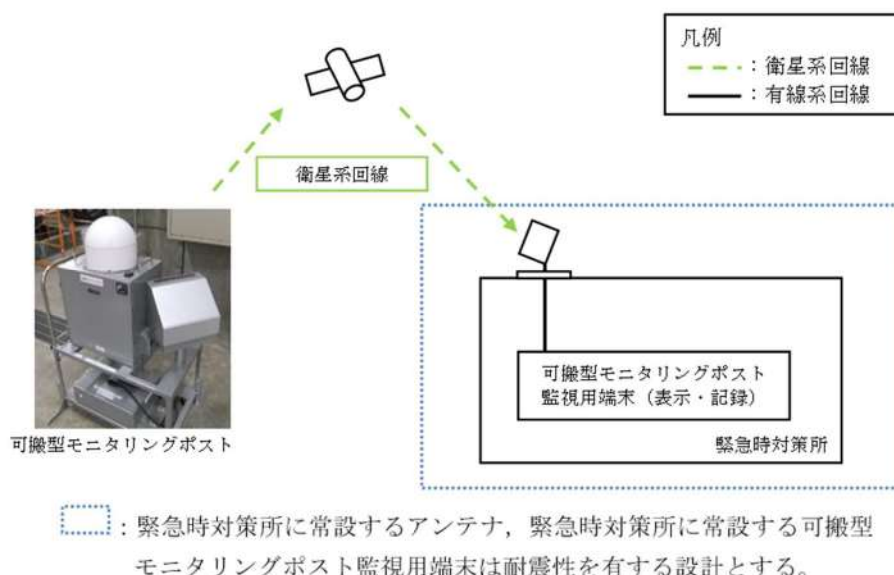 凡例
：衛星系回線
：有線系回線
衛星系回線
可搬型モニタリングポスト
可搬型モニタリングポスト
監視用端末（表示・記録）
緊急時対策所
：緊急時対策所に常設するアンテナ，緊急時対策所に常設する可搬型
モニタリングポスト監視用端末は耐震性を有する設計とする。